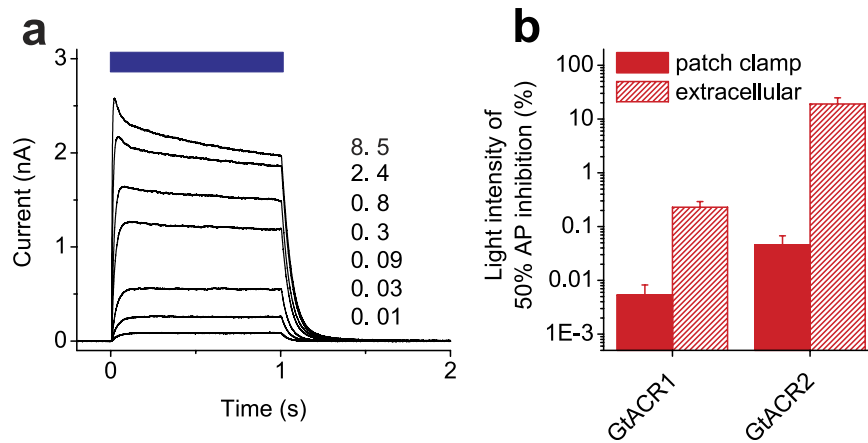 a
Current (nA)
3
2
1
0
8. 5
2. 4
0. 8
0. 3
0. 09
0. 03
0. 01
0
1
2
Time (s)
b
Light intensity of
50% AP inhibition (%)
100
10
1
0.1
0.01
1E-3
patch clamp
extracellular
GtACR1
GtACR2